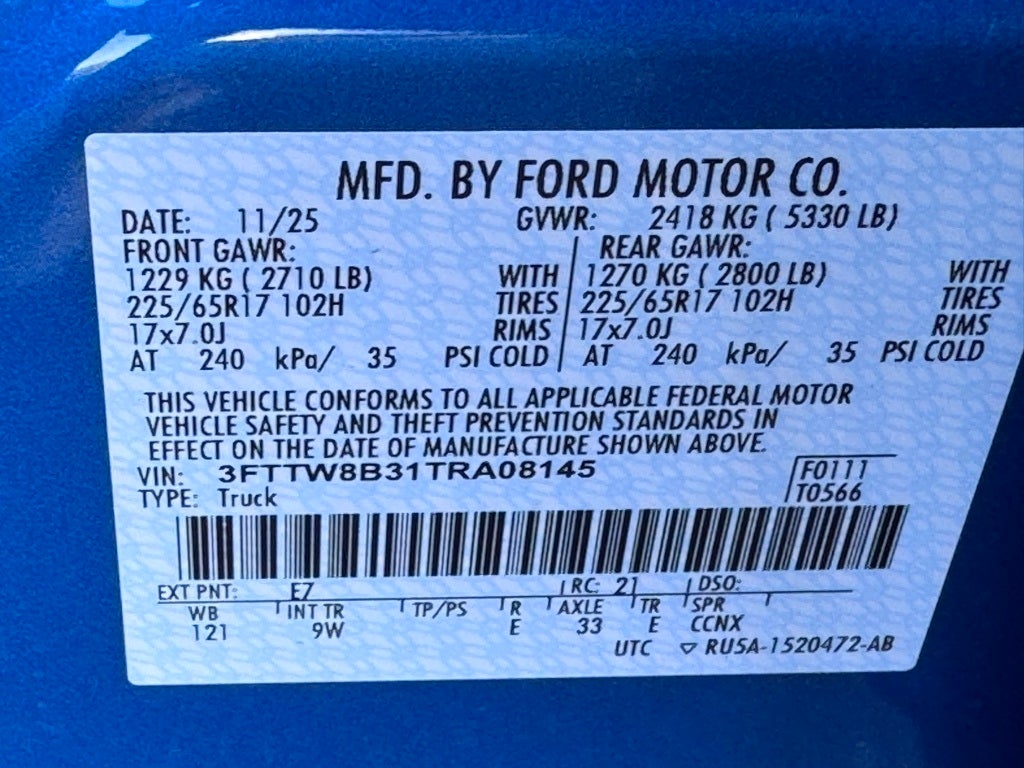 MFD. BY FORD MOTOR CO.
DATE: 11/25 GVWR: 2418 KG ( 5330 LB)
FRONT GAWR: REAR GAWR:
1229 KG ( 2710 LB) WITH 1270 KG ( 2800 LB) WITH
225/65R17 102H TIRES 225/65R17 102H TIRES
17x7.0J RIMS 17x7.0J RIMS
AT 240 kPa/ 35 PSI COLD AT 240 kPa/ 35 PSI COLD
THIS VEHICLE CONFORMS TO ALL APPLICABLE FEDERAL MOTOR
VEHICLE SAFETY AND THEFT PREVENTION STANDARDS IN
EFFECT ON THE DATE OF MANUFACTURE SHOWN ABOVE.
VIN: 3FTTW8B31TRA08145 F0111
TYPE: Truck T0566
EXT PNT: E7 RC: 21 DSO:
WB INT TR TP/PS R AXLE TR SPR
121 9W E 33 E CCNX
UTC ▽ RU5A-1520472-AB